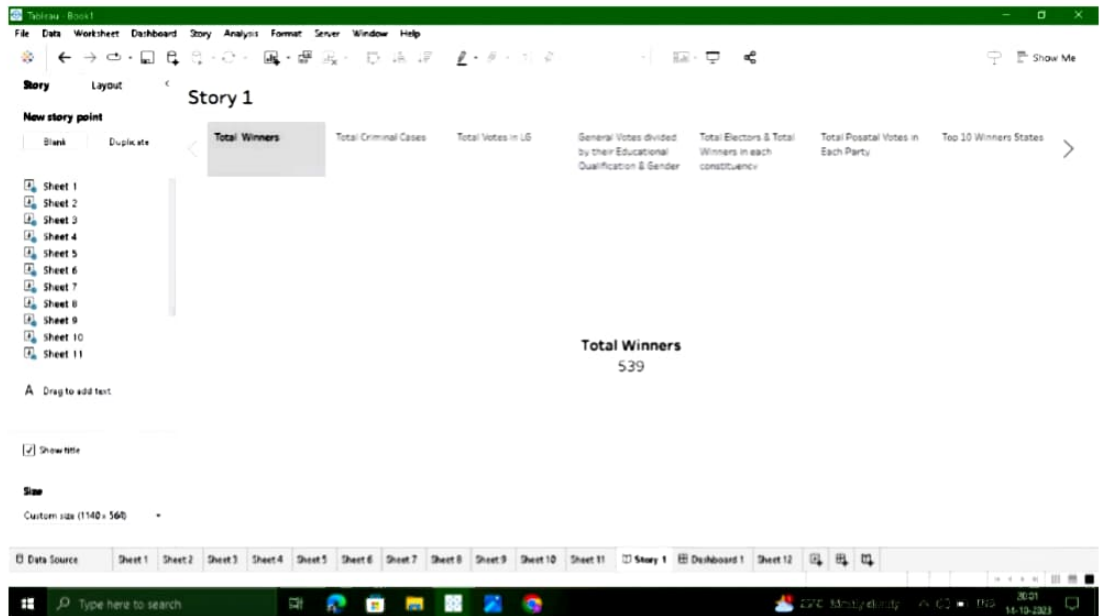 Tableau - Book1
File Data Worksheet Dashboard Story Analysis Format Server Window Help
Show Me
Story Layout
New story point
Blank Duplicate
Story 1
Total Winners
Total Criminal Cases
Total Votes in LS
General Votes divided
by their Educational
Qualification & Gender
Total Electors & Total
Winners in each
constituency
Total Posatal Votes in
Each Party
Top 10 Winners States
Sheet 1
Sheet 2
Sheet 3
Sheet 4
Sheet 5
Sheet 6
Sheet 7
Sheet 8
Sheet 9
Sheet 10
Sheet 11
A Drag to add text
Total Winners
539
Show title
Size
Custom size (1140 x 564)
Data Source Sheet 1 Sheet 2 Sheet 3 Sheet 4 Sheet 5 Sheet 6 Sheet 7 Sheet 8 Sheet 9 Sheet 10 Sheet 11 Story 1 Dashboard 1 Sheet 12
Type here to search
Mostly cloudy
20:01
14-10-2023